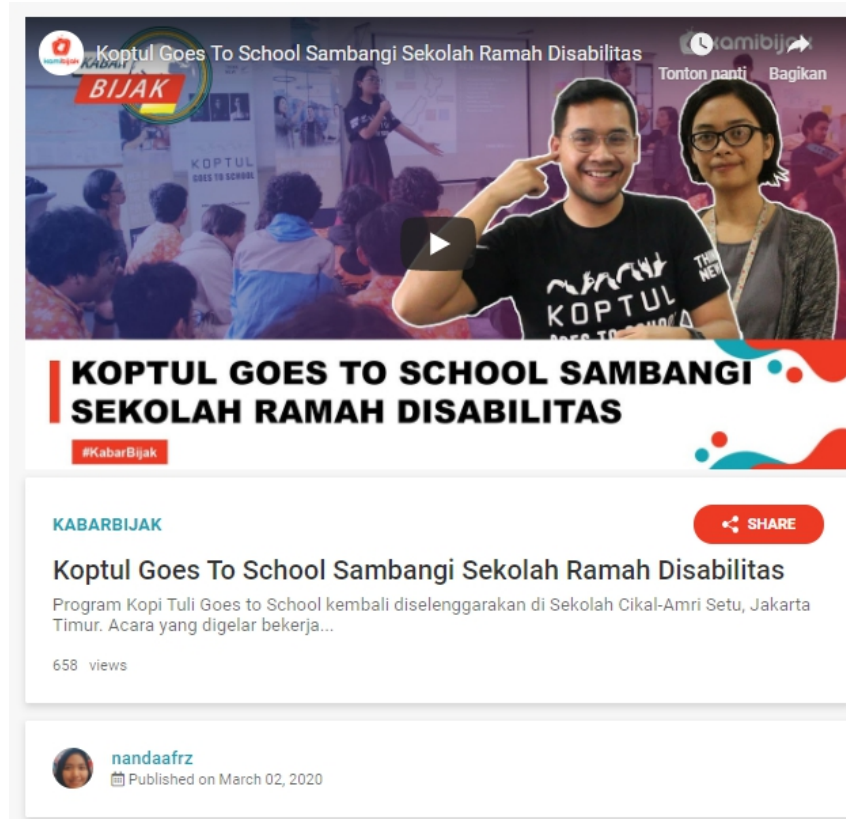 Koptul Goes To School Sambangi Sekolah Ramah Disabilitas
kamibijak
Tonton nanti
Bagikan
KABAR
BIJAK
KOPTUL
GOES TO SCHOOL
KOPTUL
KOPTUL GOES TO SCHOOL SAMBANGI
SEKOLAH RAMAH DISABILITAS
#KabarBijak
KABARBIJAK
SHARE
Koptul Goes To School Sambangi Sekolah Ramah Disabilitas
Program Kopi Tuli Goes to School kembali diselenggarakan di Sekolah Cikal-Amri Setu, Jakarta
Timur. Acara yang digelar bekerja...
658 views
nandaafrz
Published on March 02, 2020